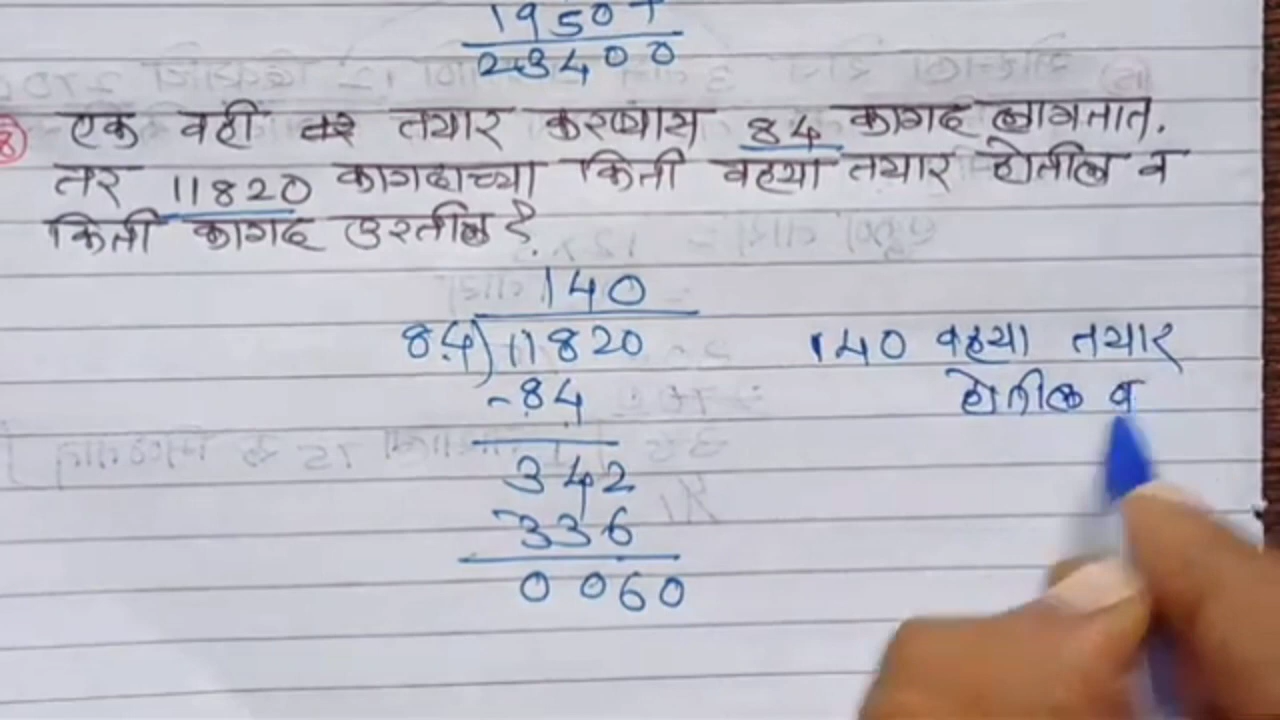 19501
23400
8 एक वही तयार करण्यास 84 कागद लागतात.
तर 11820 कागदाच्या किती वह्या तयार होतील व
किती कागद उरतील ?
140
84)11820
-84
342
-336
0060
140 वह्या तयार
होतील व